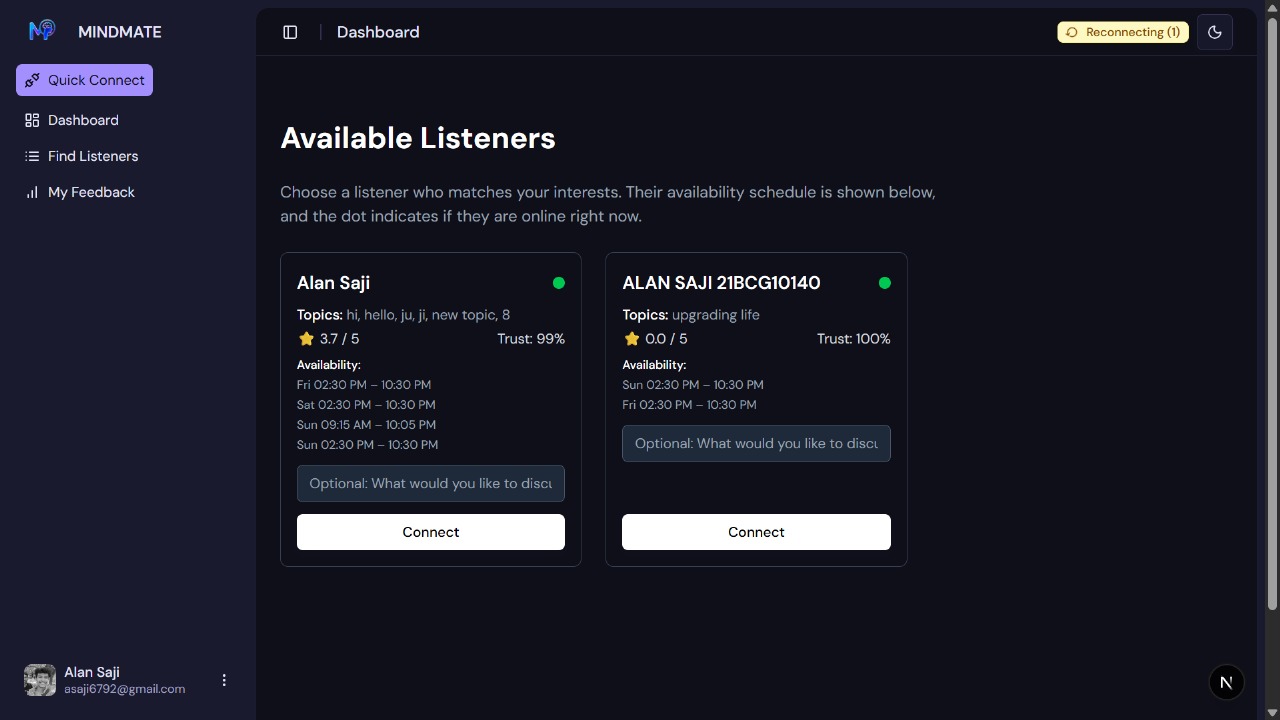 MINDMATE
Quick Connect
Dashboard
Find Listeners
My Feedback
Dashboard
Reconnecting (1)
Available Listeners
Choose a listener who matches your interests. Their availability schedule is shown below,
and the dot indicates if they are online right now.
Alan Saji
Topics: hi, hello, ju, ji, new topic, 8
3.7 / 5 Trust: 99%
Availability:
Fri 02:30 PM – 10:30 PM
Sat 02:30 PM – 10:30 PM
Sun 09:15 AM – 10:05 PM
Sun 02:30 PM – 10:30 PM
Optional: What would you like to discu
Connect
ALAN SAJI 21BCG10140
Topics: upgrading life
0.0 / 5 Trust: 100%
Availability:
Sun 02:30 PM – 10:30 PM
Fri 02:30 PM – 10:30 PM
Optional: What would you like to discu
Connect
Alan Saji
asaji6792@gmail.com
N